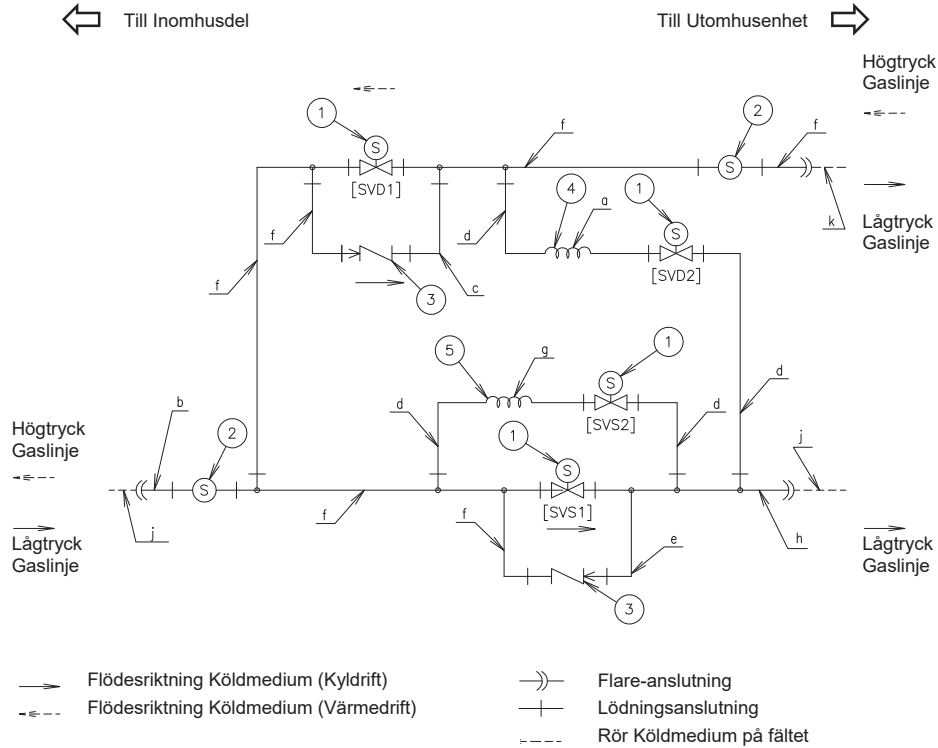 Till Inomhusdel
Till Utomhusenhet
Högtryck
Gaslinje
1
2
f
f
S
S
[SVD1]
k
Lågtryck
Gaslinje
4
a
1
f
d
S
[SVD2]
f
3
c
5
g
1
S
d
[SVS2]
d
d
Högtryck
Gaslinje
b
2
1
j
S
S
[SVS1]
j
f
f
e
h
Lågtryck
Gaslinje
Lågtryck
Gaslinje
3
Flödesriktning Köldmedium (Kyldrift)
Flödesriktning Köldmedium (Värmedrift)
Flare-anslutning
Lödningsanslutning
Rör Köldmedium på fältet